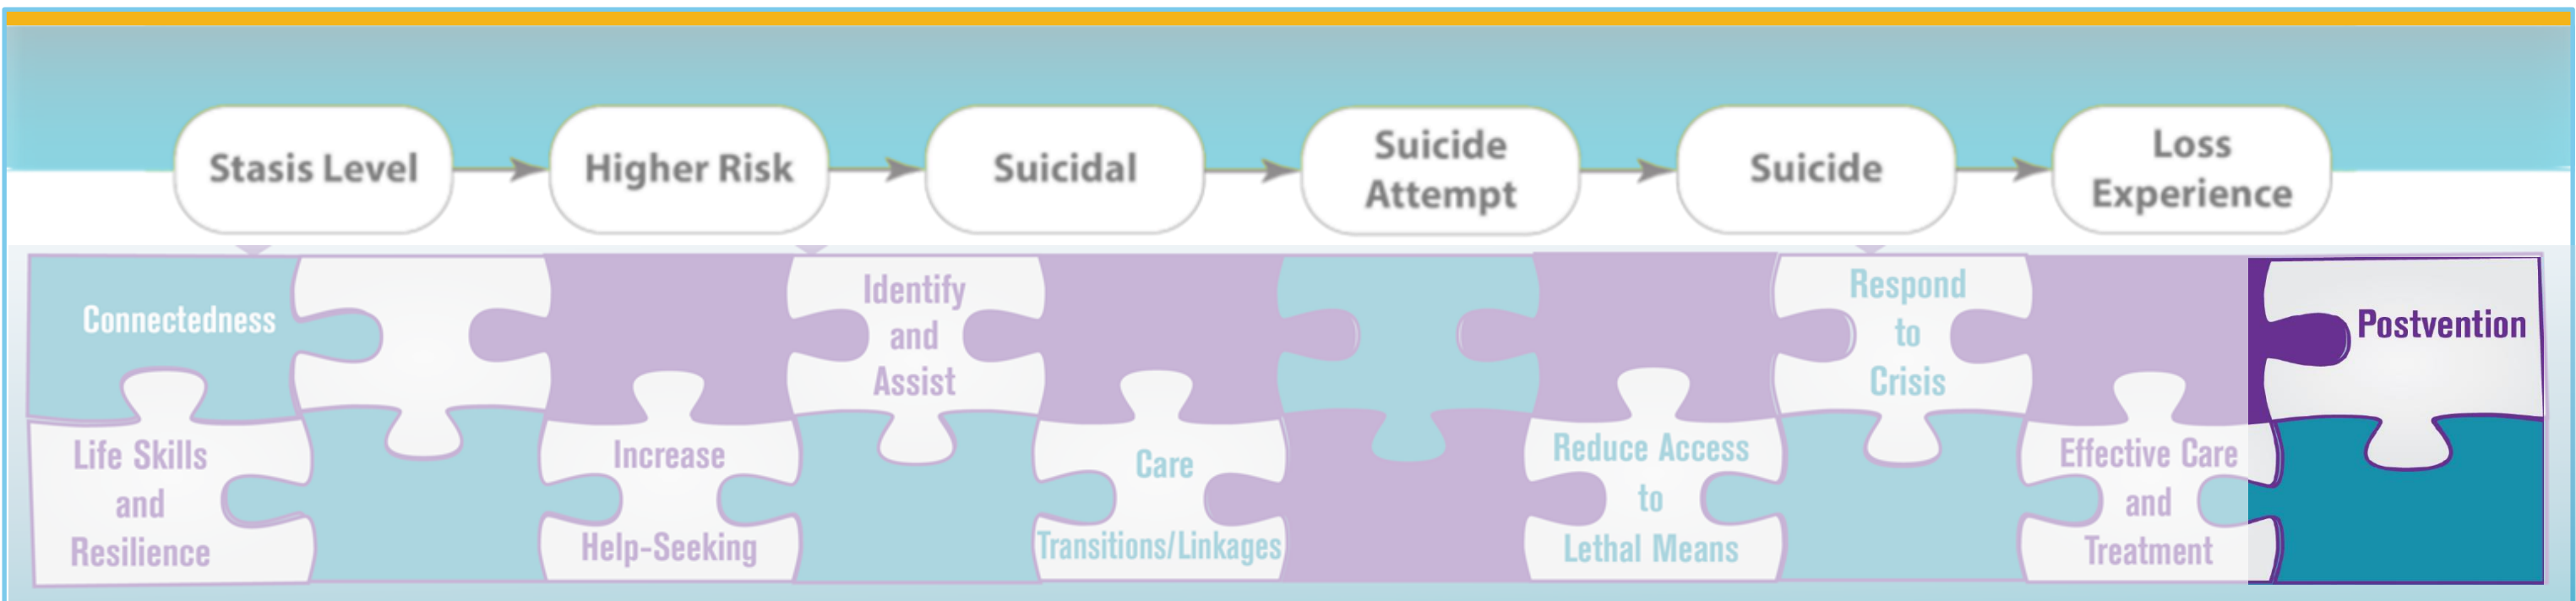 Stasis Level
Higher Risk
Suicidal
Suicide
Attempt
Suicide
Loss
Experience
Connectedness
Identify
and
Assist
Respond
to
Crisis
Postvention
Life Skills
and
Resilience
Increase
Help-Seeking
Care
Transitions/Linkages
Reduce Access
to
Lethal Means
Effective Care
and
Treatment